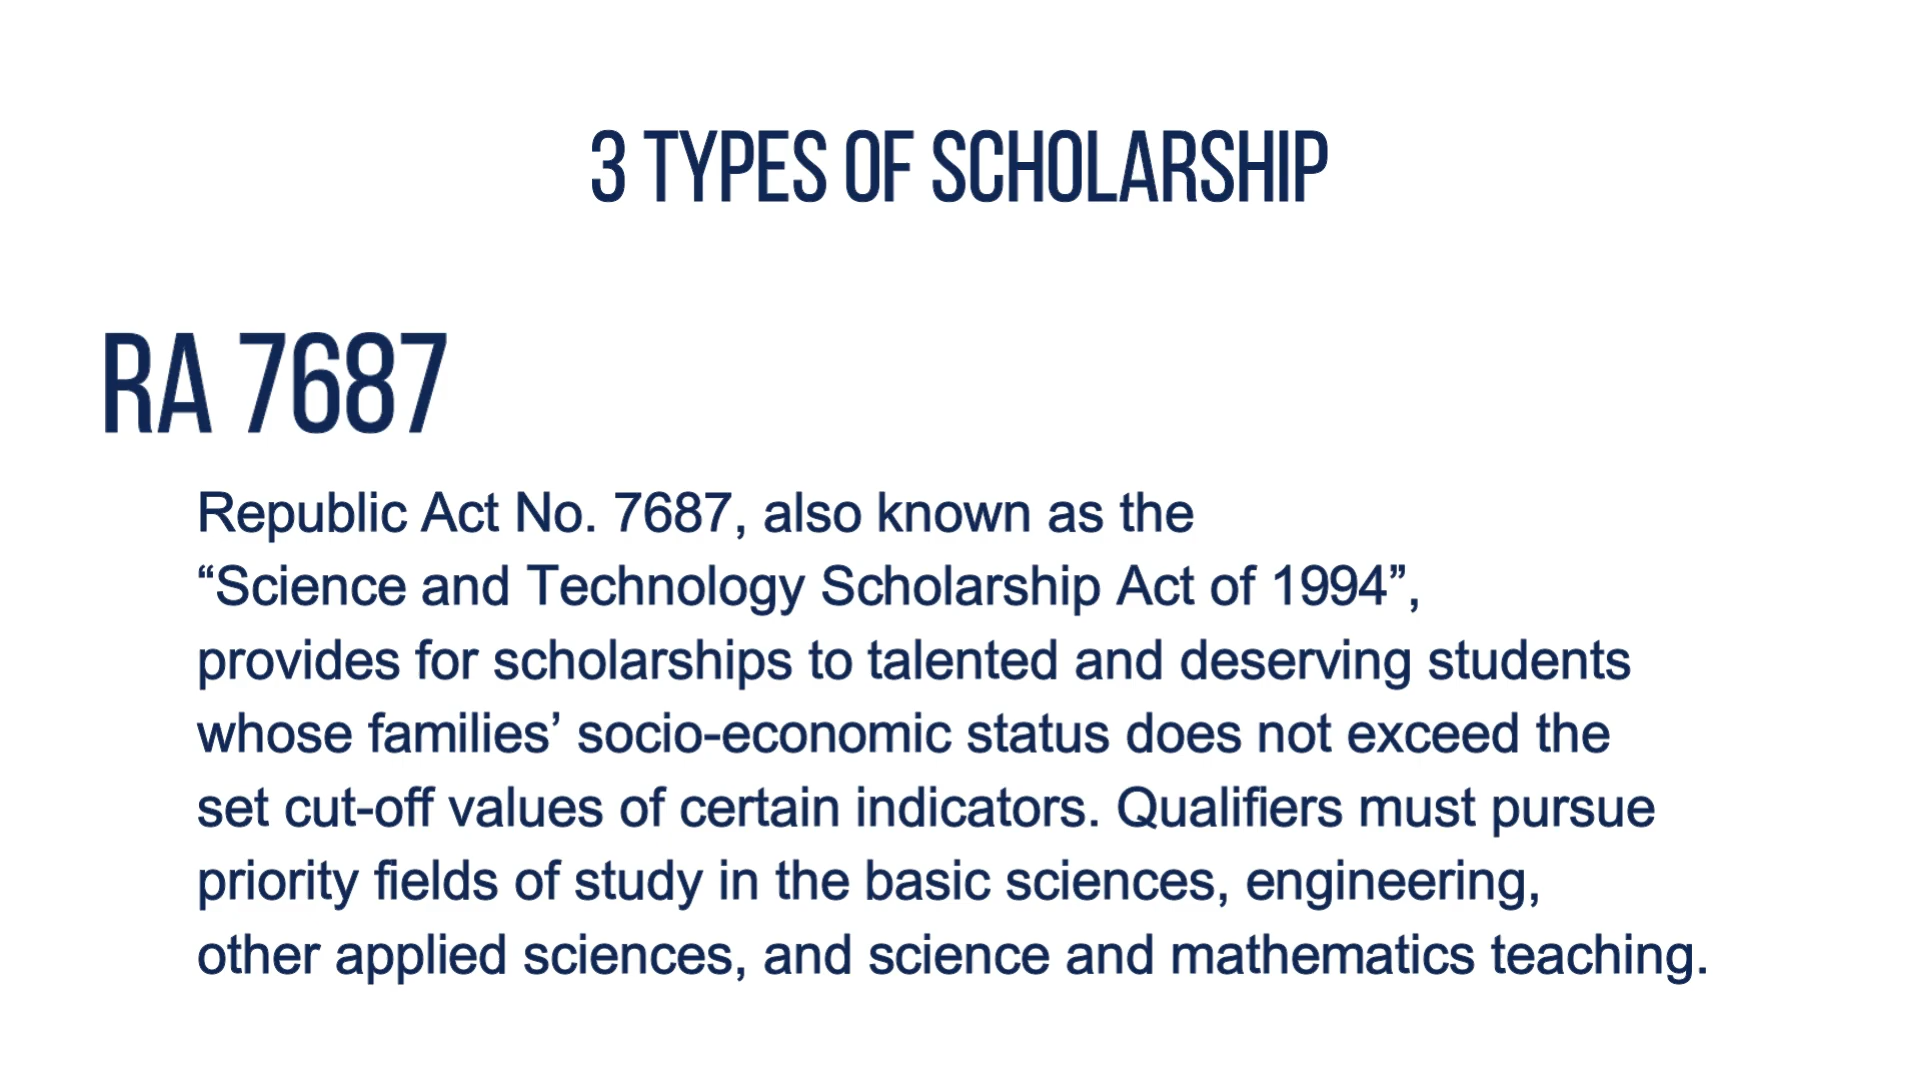 3 TYPES OF SCHOLARSHIP
RA 7687
Republic Act No. 7687, also known as the
“Science and Technology Scholarship Act of 1994”,
provides for scholarships to talented and deserving students
whose families’ socio-economic status does not exceed the
set cut-off values of certain indicators. Qualifiers must pursue
priority fields of study in the basic sciences, engineering,
other applied sciences, and science and mathematics teaching.